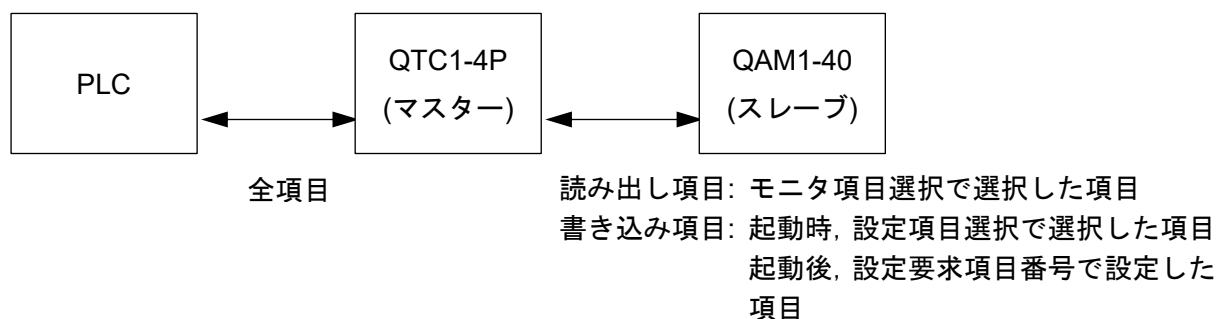 PLC
QTC1-4P
(マスター)
QAM1-40
(スレーブ)
全項目
読み出し項目: モニタ項目選択で選択した項目
書き込み項目: 起動時, 設定項目選択で選択した項目
起動後, 設定要求項目番号で設定した
項目